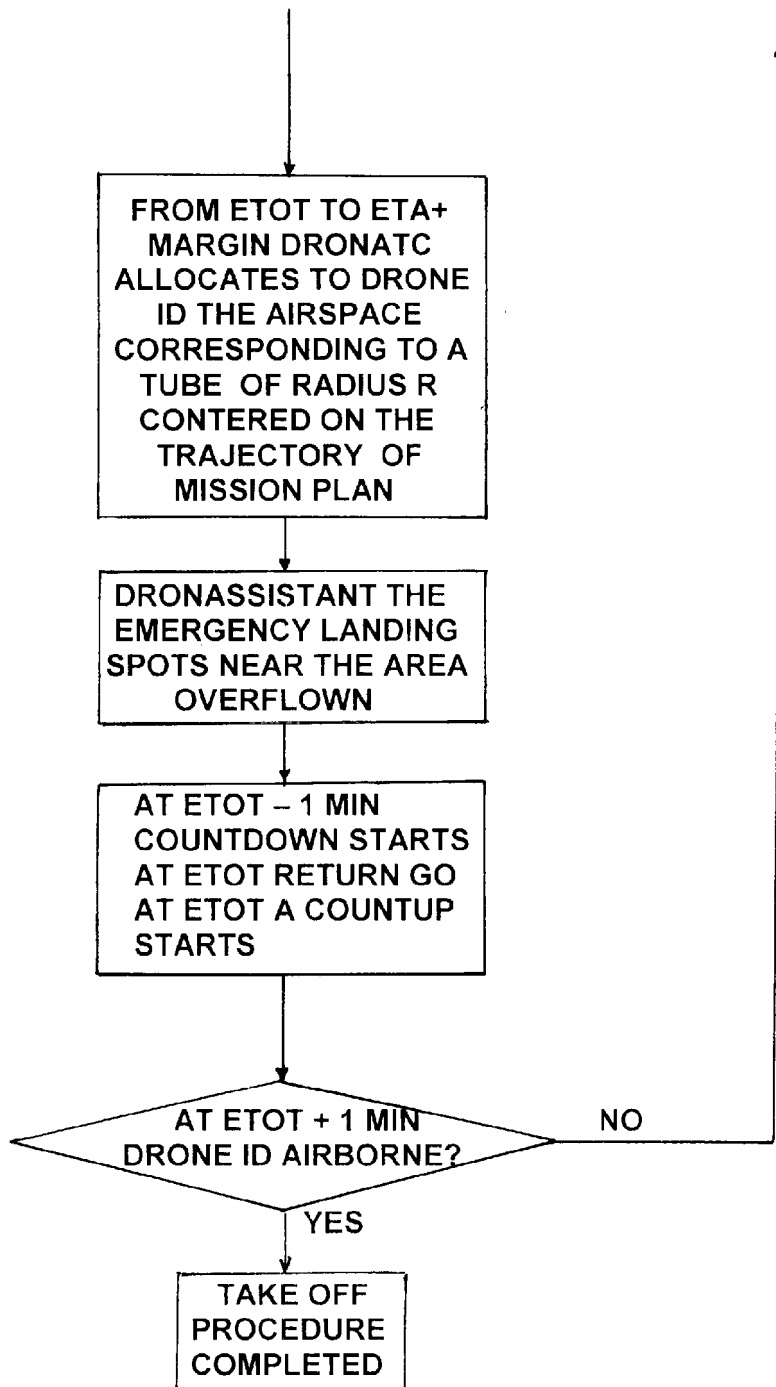 FROM ETOT TO ETA+
MARGIN DRONATC
ALLOCATES TO DRONE
ID THE AIRSPACE
CORRESPONDING TO A
TUBE OF RADIUS R
CONTERED ON THE
TRAJECTORY OF
MISSION PLAN
DRONASSISTANT THE
EMERGENCY LANDING
SPOTS NEAR THE AREA
OVERFLOWN
AT ETOT – 1 MIN
COUNTDOWN STARTS
AT ETOT RETURN GO
AT ETOT A COUNTUP
STARTS
AT ETOT + 1 MIN
DRONE ID AIRBORNE?
NO
YES
TAKE OFF
PROCEDURE
COMPLETED